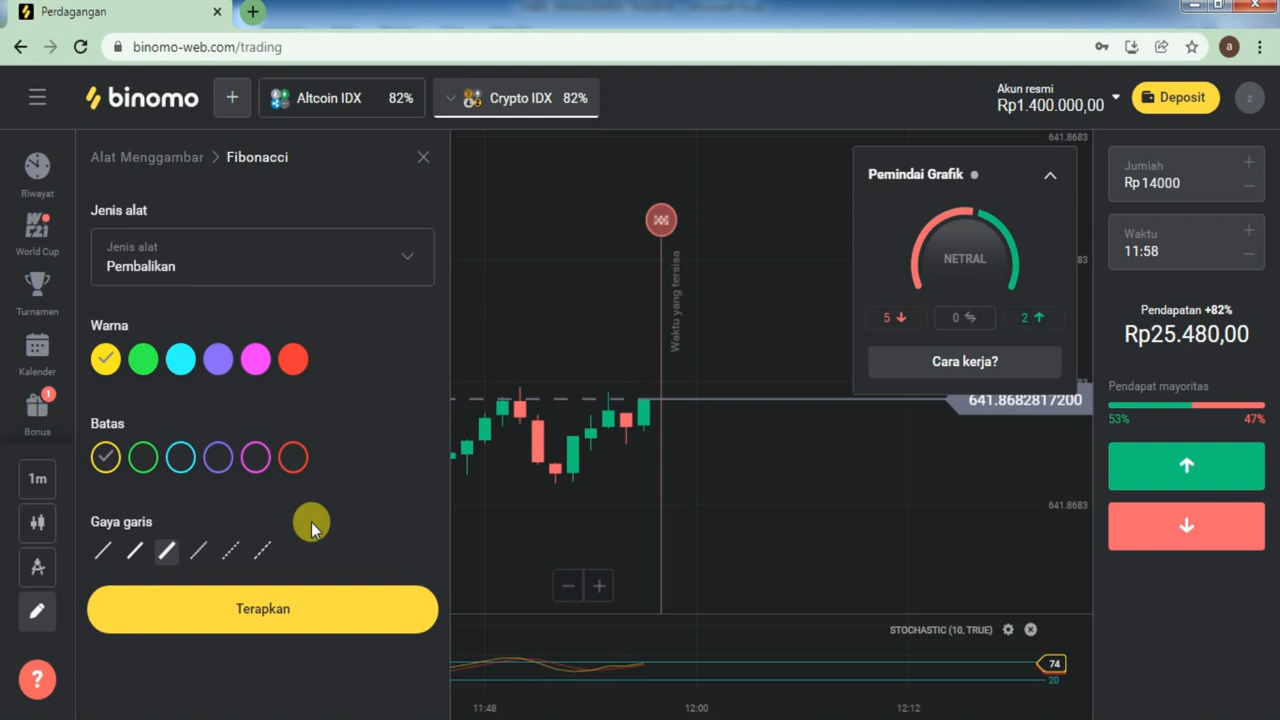 Perdagangan
binomo-web.com/trading
a
binomo
Altcoin IDX 82%
Crypto IDX 82%
Akun resmi
Rp1.400.000,00
Deposit
z
Riwayat
World Cup
Turnamen
Kalender
1
Bonus
1m
?
Alat Menggambar > Fibonacci
Jenis alat
Jenis alat
Pembalikan
Warna
Batas
Gaya garis
Terapkan
641.8683
Waktu yang tersisa
Pemindai Grafik
NETRAL
5 0 2
Cara kerja?
83
83
641.8682817200
641.8683
STOCHASTIC (10, TRUE)
74
20
11:48 12:00 12:12
Jumlah
Rp14000
Waktu
11:58
Pendapatan +82%
Rp25.480,00
Pendapat mayoritas
53% 47%